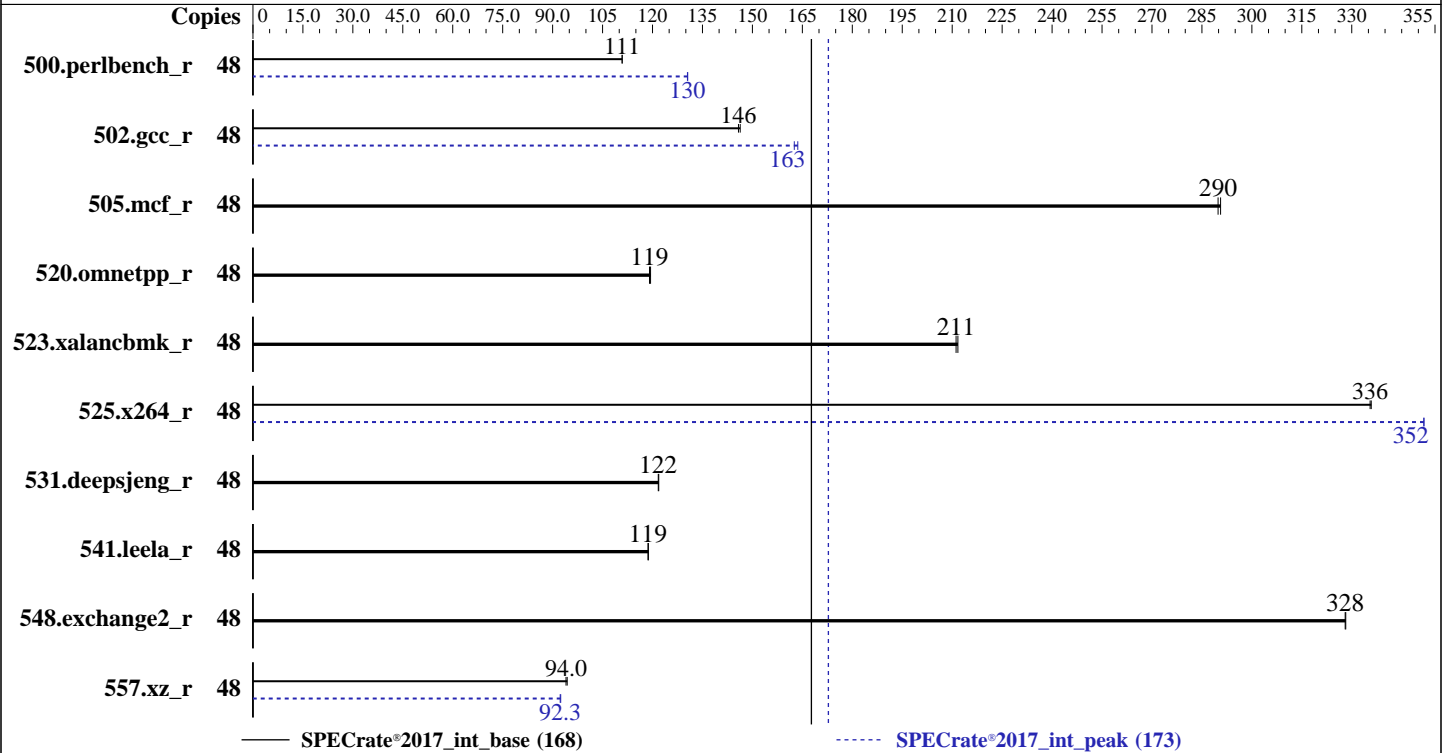 Copies 0 15.0 30.0 45.0 60.0 75.0 90.0 105 120 135 150 165 180 195 210 225 240 255 270 285 300 315 330 355
500.perlbench_r 48 111
130
502.gcc_r 48 146
163
505.mcf_r 48 290
520.omnetpp_r 48 119
523.xalancbmk_r 48 211
525.x264_r 48 336
352
531.deepsjeng_r 48 122
541.leela_r 48 119
548.exchange2_r 48 328
557.xz_r 48 94.0
92.3
SPECrate®2017_int_base (168) SPECrate®2017_int_peak (173)